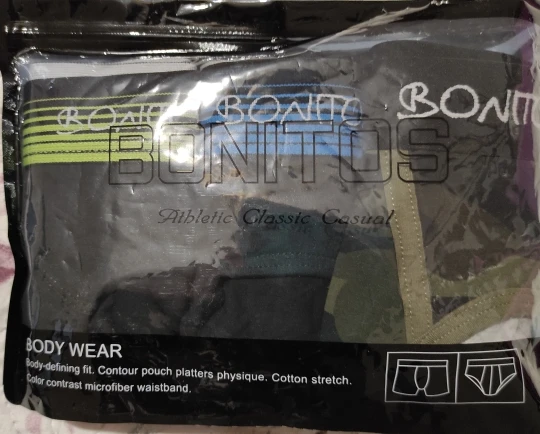 BONITO
BONITO
BONIT
BONITOS
Athletic Classic Casual
BODY WEAR
Body-defining fit. Contour pouch platters physique. Cotton stretch.
Color contrast microfiber waistband.